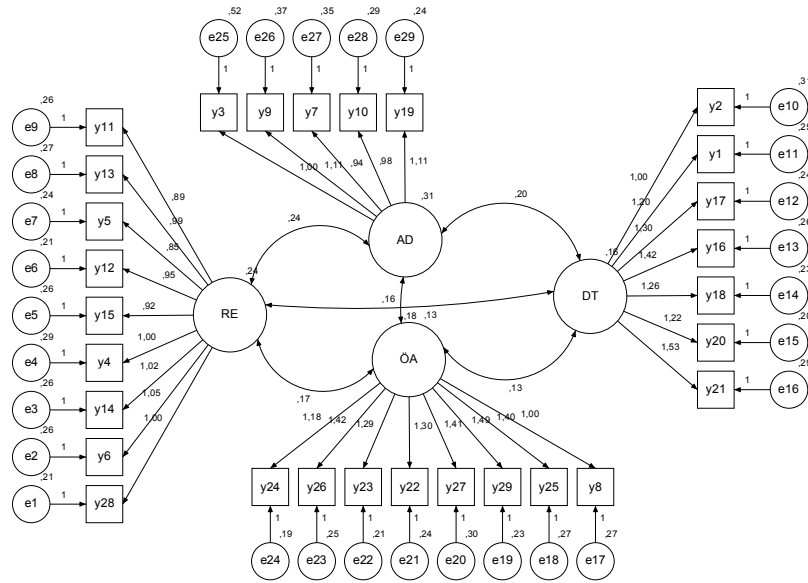 ,52 ,37 ,35 ,29 ,24
e25 e26 e27 e28 e29
1 1 1 1 1
y3 y9 y7 y10 y19
1,00 1,11 ,94 ,98 1,11
,31
AD
,26
e9 1 y11
,27
e8 1 y13
,24
e7 1 y5
,21
e6 1 y12
,26
e5 1 y15
,29
e4 1 y4
,26
e3 1 y14
,26
e2 1 y6
,21
e1 1 y28
,89
,99
,85
,95
,92
1,00
1,02
1,05
1,00
,24
RE
,24
,20
,16
,18 ,13
,17
,13
ÖA
,16
DT
1,00
1,20
1,30
1,42
1,26
1,22
1,53
y2 1 e10
y1 1 e11
,25
y17 1 e12
,24
y16 1 e13
,26
y18 1 e14
,23
y20 1 e15
,20
y21 1 e16
,29
1,18 1,42 1,29 1,30 1,41 1,49 1,40 1,00
y24 y26 y23 y22 y27 y29 y25 y8
1 1 1 1 1 1 1 1
,19 ,25 ,21 ,24 ,30 ,23 ,27 ,27
e24 e23 e22 e21 e20 e19 e18 e17